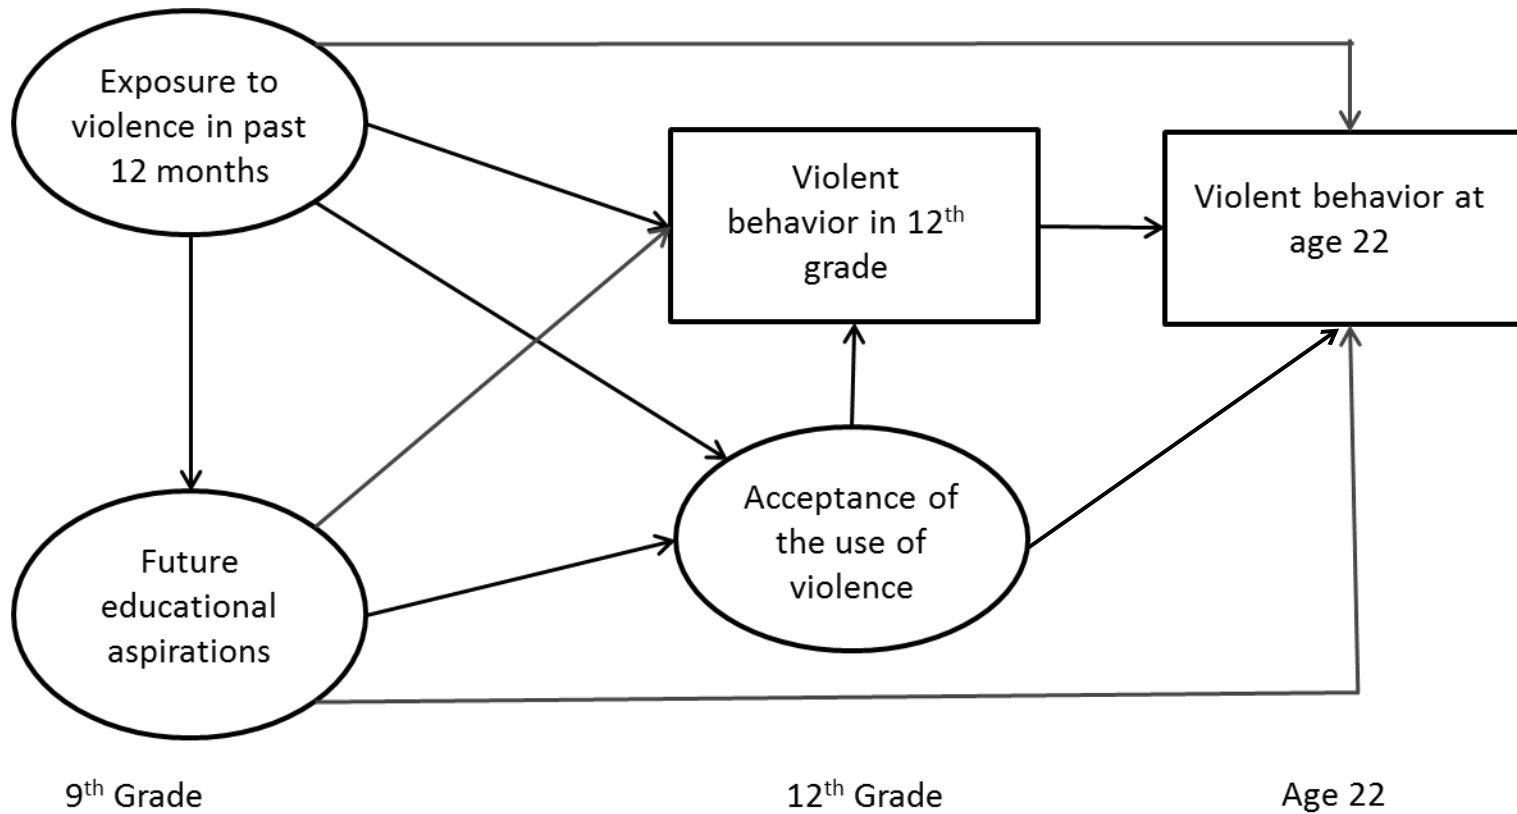 Exposure to
violence in past
12 months
Violent
behavior in 12th
grade
Violent behavior at
age 22
Future
educational
aspirations
Acceptance of
the use of
violence
9th Grade
12th Grade
Age 22